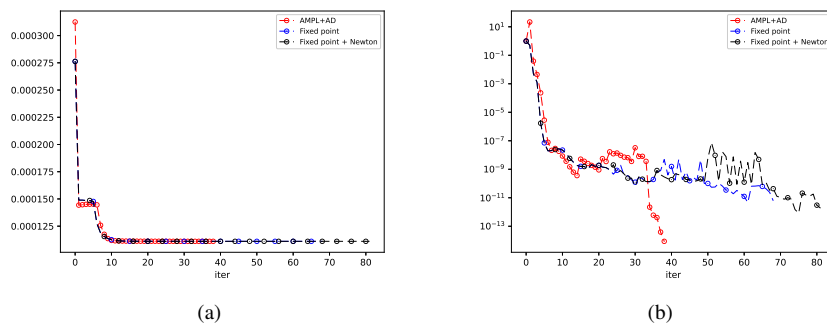 AMPL+AD
Fixed point
Fixed point + Newton
0.000300
0.000275
0.000250
0.000225
0.000200
0.000175
0.000150
0.000125
0 10 20 30 40 50 60 70 80
iter
(a)
AMPL+AD
Fixed point
Fixed point + Newton
10^1
10^-1
10^-3
10^-5
10^-7
10^-9
10^-11
10^-13
0 10 20 30 40 50 60 70 80
iter
(b)